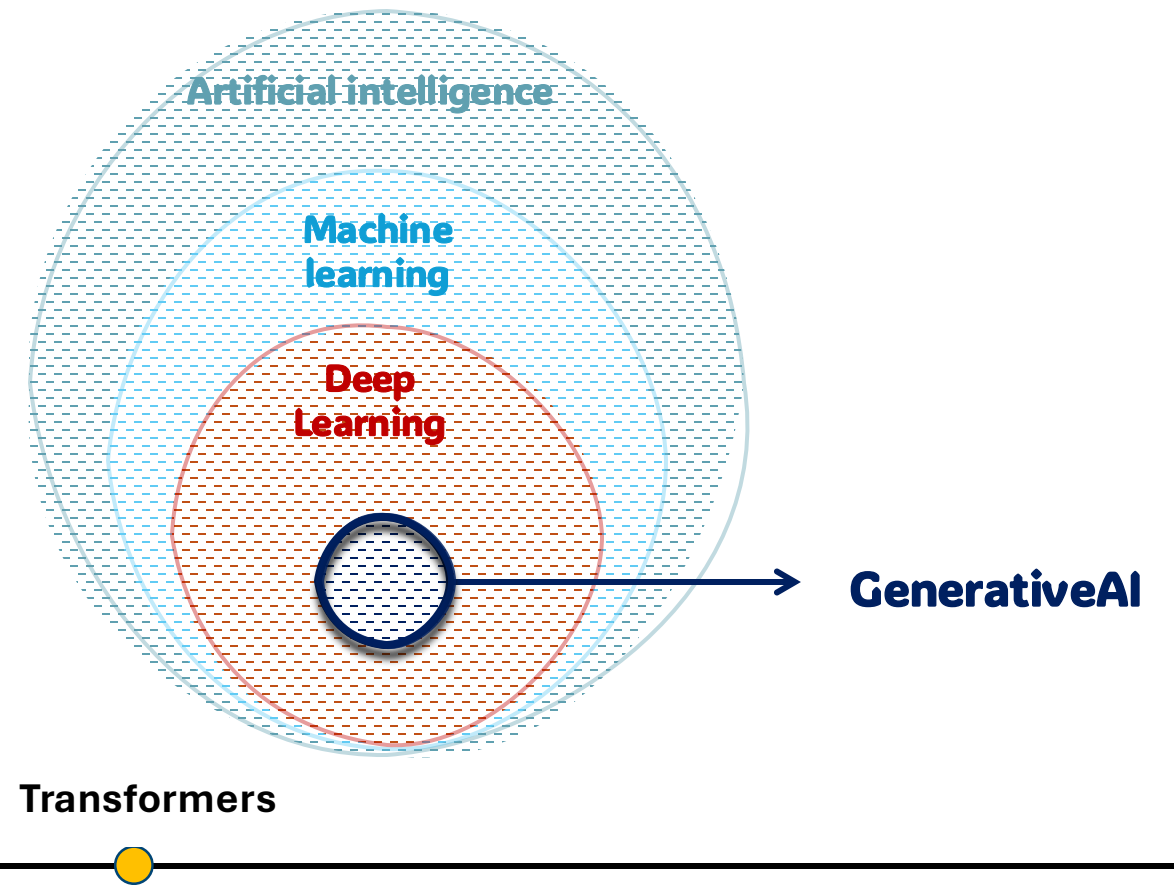 Artificial intelligence
Machine
learning
Deep
Learning
GenerativeAI
Transformers